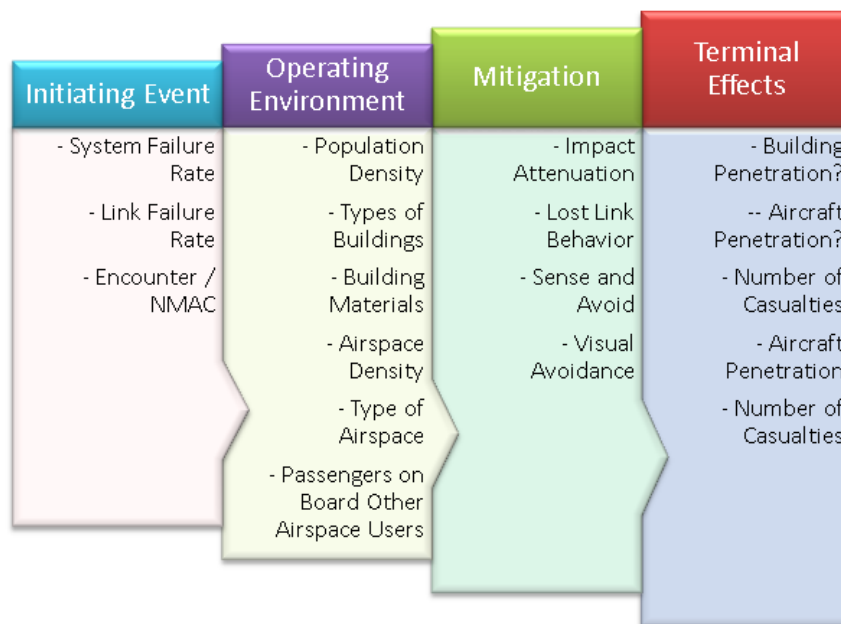 Initiating Event
- System Failure
Rate
- Link Failure
Rate
- Encounter /
NMAC
Operating
Environment
- Population
Density
- Types of
Buildings
- Building
Materials
- Airspace
Density
- Type of
Airspace
- Passengers on
Board Other
Airspace Users
Mitigation
- Impact
Attenuation
- Lost Link
Behavior
- Sense and
Avoid
- Visual
Avoidance
Terminal
Effects
- Building
Penetration?
-- Aircraft
Penetration?
- Number of
Casualties
- Aircraft
Penetration
- Number of
Casualties